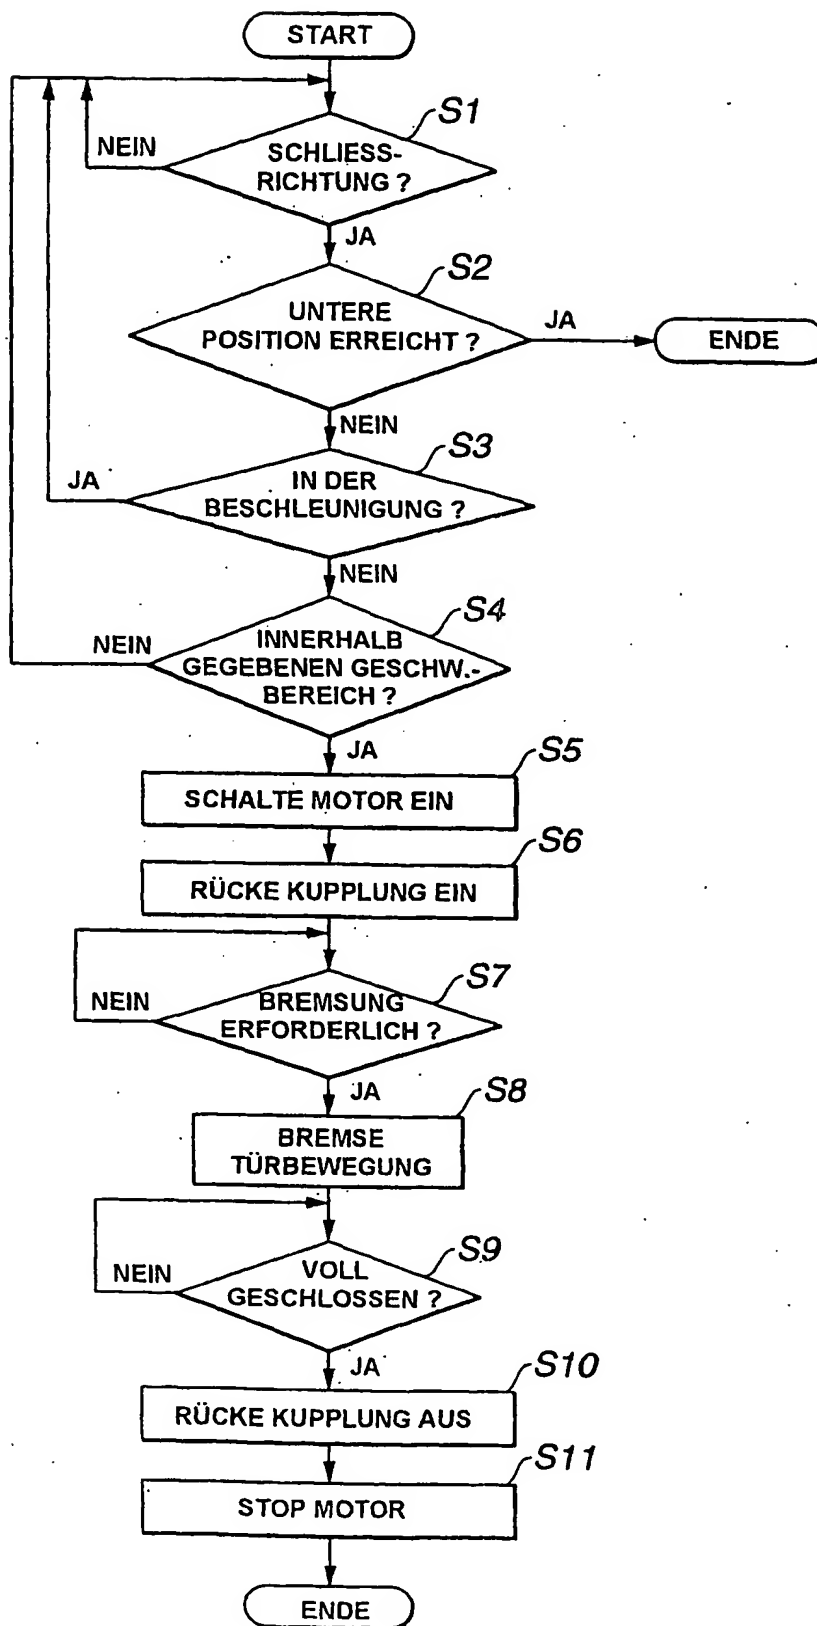 START
S1
NEIN
SCHLIESS-
RICHTUNG ?
JA
S2
UNTERE
POSITION ERREICHT ?
JA
ENDE
NEIN
S3
JA
IN DER
BESCHLEUNIGUNG ?
NEIN
S4
NEIN
INNERHALB
GEGEBENEN GESCHW.-
BEREICH ?
JA
S5
SCHALTE MOTOR EIN
S6
RÜCKE KUPPLUNG EIN
S7
NEIN
BREMSUNG
ERFORDERLICH ?
JA
S8
BREMSE
TÜRBEWEGUNG
S9
NEIN
VOLL
GESCHLOSSEN ?
JA
S10
RÜCKE KUPPLUNG AUS
S11
STOP MOTOR
ENDE